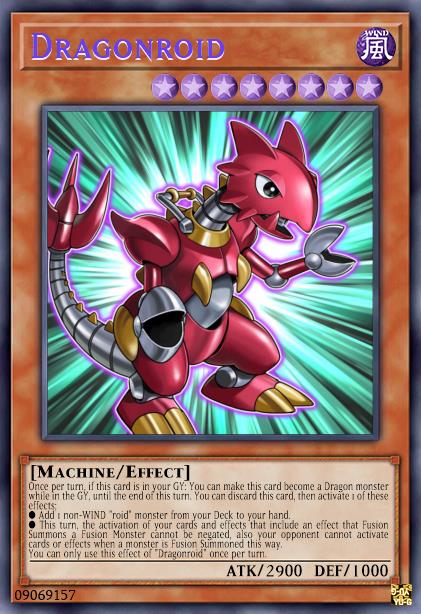 Dragonroid
WIND
風
[Machine/Effect]
Once per turn, if this card is in your GY: You can make this card become a Dragon monster
while in the GY, until the end of this turn. You can discard this card, then activate 1 of these
effects:
● Add 1 non-WIND "roid" monster from your Deck to your hand.
● This turn, the activation of your cards and effects that include an effect that Fusion
Summons a Fusion Monster cannot be negated, also your opponent cannot activate
cards or effects when a monster is Fusion Summoned this way.
You can only use this effect of "Dragonroid" once per turn.
ATK/2900 DEF/1000
09069157